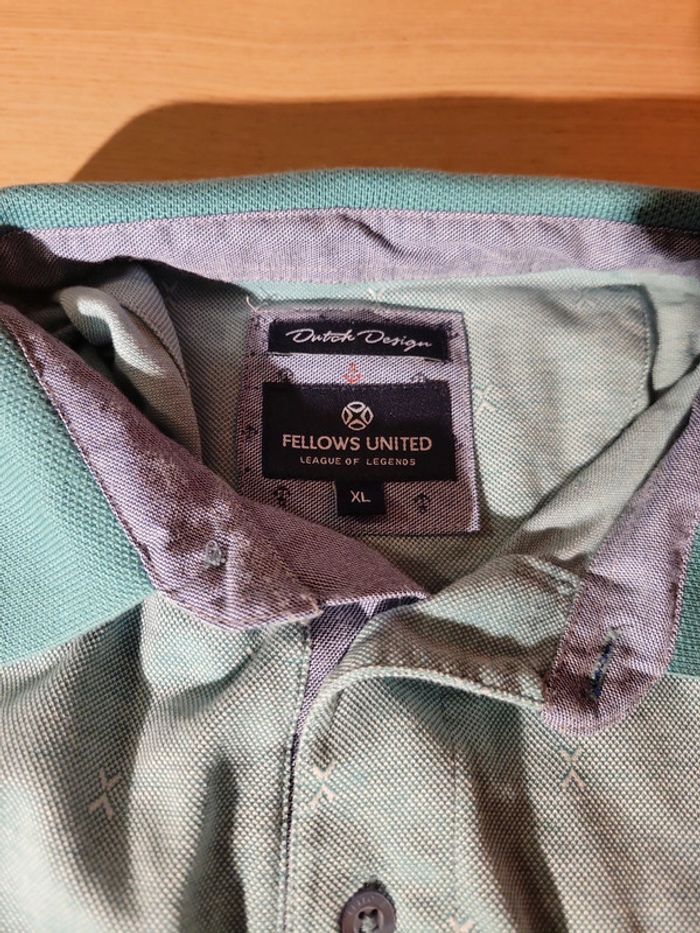 Dutch Design
FELLOWS UNITED
LEAGUE OF LEGENDS
XL